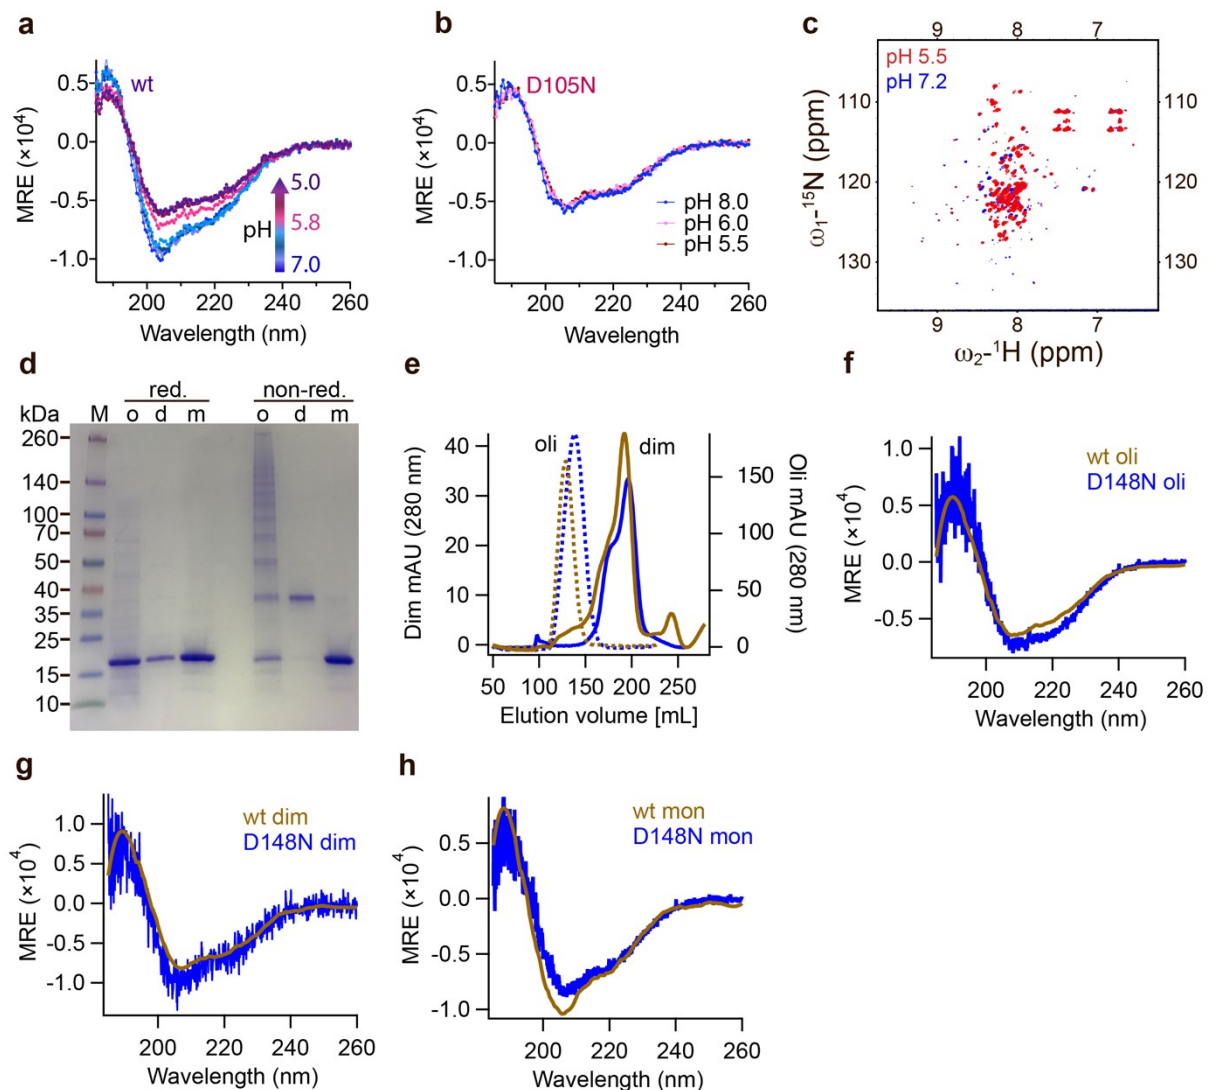 a
wt
0.5
0.0
-0.5
-1.0
MRE (×10⁴)
pH
5.0
5.8
7.0
200 220 240 260
Wavelength (nm)
b
D105N
0.5
0.0
-0.5
-1.0
MRE (×10⁴)
pH 8.0
pH 6.0
pH 5.5
200 220 240 260
Wavelength (nm)
c
9 8 7
pH 5.5
pH 7.2
110
120
130
ω₁-¹⁵N (ppm)
110
120
130
9 8 7
ω₂-¹H (ppm)
d
red. non-red.
kDa M o d m o d m
260
140
100
70
50
40
35
25
15
10
e
oli dim
40
30
20
10
0
Dim mAU (280 nm)
150
100
50
0
Oli mAU (280 nm)
50 100 150 200 250
Elution volume [mL]
f
wt oli
D148N oli
1.0
0.5
0.0
-0.5
MRE (×10⁴)
200 220 240 260
Wavelength (nm)
g
wt dim
D148N dim
1.0
0.5
0.0
-0.5
-1.0
MRE (×10⁴)
200 220 240 260
Wavelength (nm)
h
wt mon
D148N mon
0.5
0.0
-0.5
-1.0
MRE (×10⁴)
200 220 240 260
Wavelength (nm)